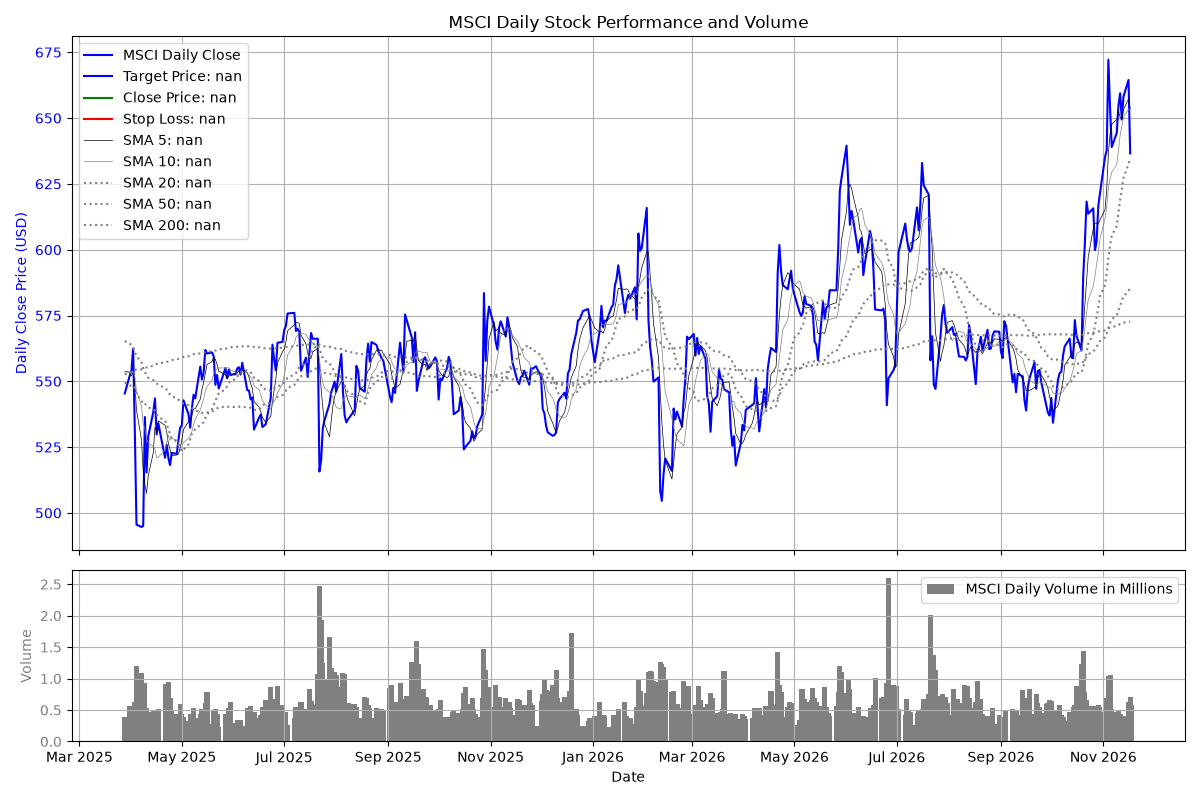 MSCI Daily Stock Performance and Volume
675
650
625
600
575
550
525
500
Daily Close Price (USD)
MSCI Daily Close
Target Price: nan
Close Price: nan
Stop Loss: nan
SMA 5: nan
SMA 10: nan
SMA 20: nan
SMA 50: nan
SMA 200: nan
2.5
2.0
1.5
1.0
0.5
0.0
Volume
MSCI Daily Volume in Millions
Mar 2025 May 2025 Jul 2025 Sep 2025 Nov 2025 Jan 2026 Mar 2026 May 2026 Jul 2026 Sep 2026 Nov 2026
Date